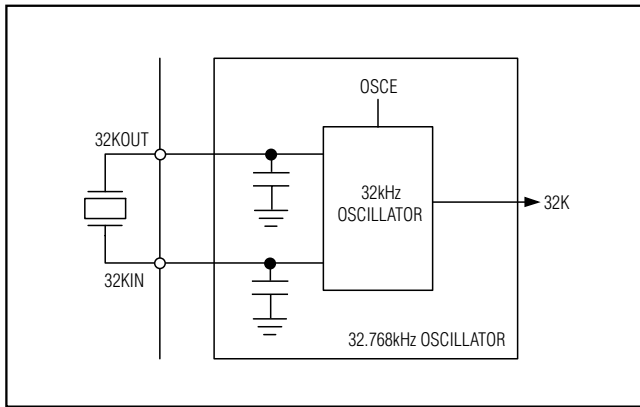 OSCE
32KOUT
32kHz
OSCILLATOR
32K
32KIN
32.768kHz OSCILLATOR